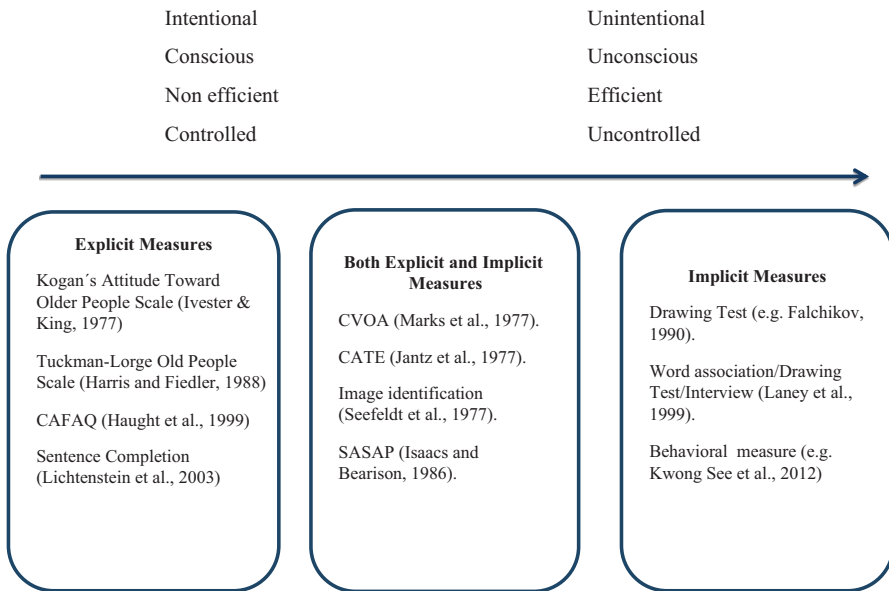 Intentional
Conscious
Non efficient
Controlled
Unintentional
Unconscious
Efficient
Uncontrolled
Explicit Measures
Kogan´s Attitude Toward
Older People Scale (Ivester &
King, 1977)
Tuckman-Lorge Old People
Scale (Harris and Fiedler, 1988)
CAFAQ (Haught et al., 1999)
Sentence Completion
(Lichtenstein et al., 2003)
Both Explicit and Implicit
Measures
CVOA (Marks et al., 1977).
CATE (Jantz et al., 1977).
Image identification
(Seefeldt et al., 1977).
SASAP (Isaacs and
Bearison, 1986).
Implicit Measures
Drawing Test (e.g. Falchikov,
1990).
Word association/Drawing
Test/Interview (Laney et al.,
1999).
Behavioral measure (e.g.
Kwong See et al., 2012)